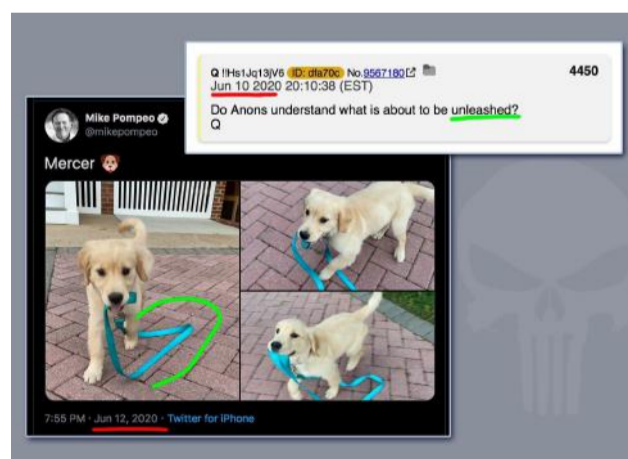 Q !!Hs1Jq13jV6 ID: dfa70c No.9567180 4450
Jun 10 2020 20:10:38 (EST)
Do Anons understand what is about to be unleashed?
Q
Mike Pompeo
@mikepompeo
Mercer
7:55 PM · Jun 12, 2020 · Twitter for iPhone